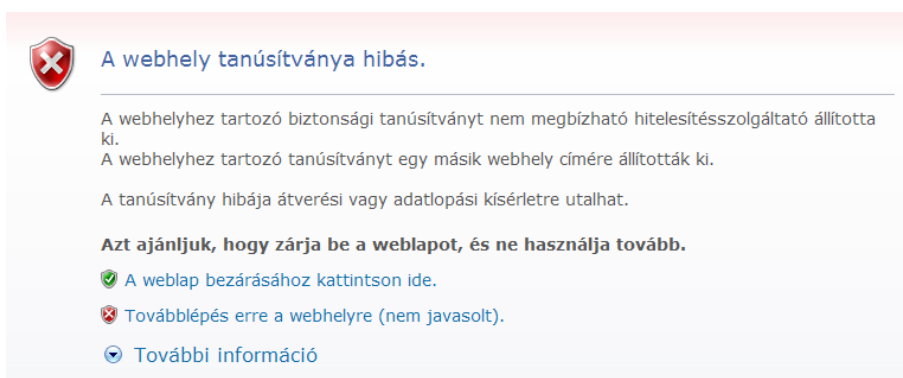 A webhely tanúsítványa hibás.
A webhelyhez tartozó biztonsági tanúsítványt nem megbízható hitelesítésszolgáltató állította
ki.
A webhelyhez tartozó tanúsítványt egy másik webhely címére állították ki.
A tanúsítvány hibája átverési vagy adatlopási kísérletre utalhat.
Azt ajánljuk, hogy zárja be a weblapot, és ne használja tovább.
A weblap bezárásához kattintson ide.
Továbblépés erre a webhelyre (nem javasolt).
További információ